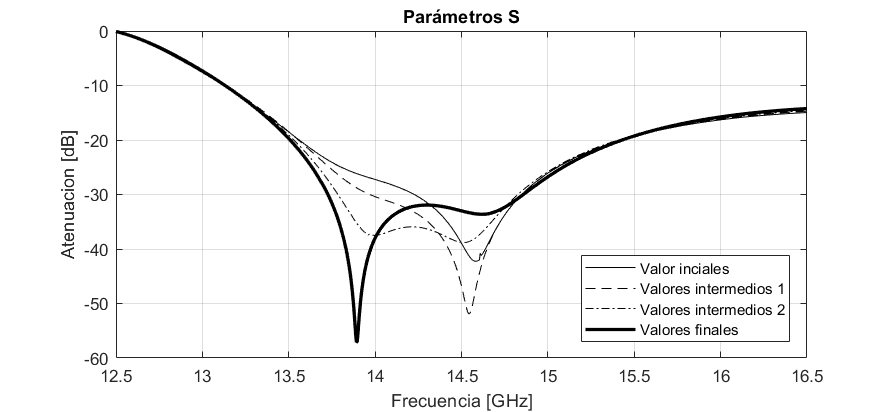 Parámetros S
Atenuacion [dB]
0
-10
-20
-30
-40
-50
-60
12.5 13 13.5 14 14.5 15 15.5 16 16.5
Frecuencia [GHz]
Valor inciales
Valores intermedios 1
Valores intermedios 2
Valores finales